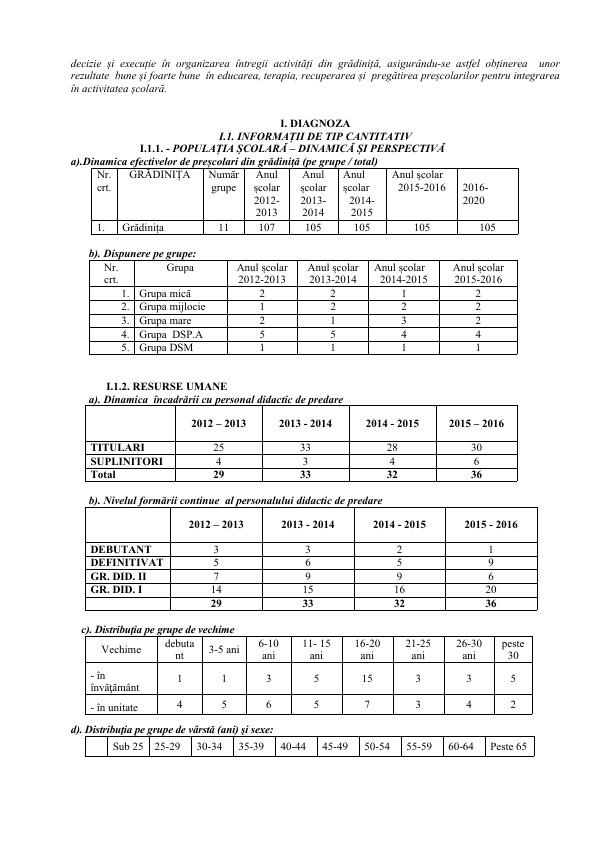 decizie și execuție în organizarea întregii activități din grădiniță, asigurându-se astfel obținerea unor
rezultate bune și foarte bune în educarea, terapia, recuperarea și pregătirea preșcolarilor pentru integrarea
în activitatea școlară.
I. DIAGNOZA
I.1. INFORMAȚII DE TIP CANTITATIV
I.1.1. - POPULAȚIA ȘCOLARĂ – DINAMICĂ ȘI PERSPECTIVĂ
a).Dinamica efectivelor de preșcolari din grădiniță (pe grupe / total)
Nr. crt. GRĂDINIȚA Număr grupe Anul școlar 2012-2013 Anul școlar 2013-2014 Anul școlar 2014-2015 Anul școlar 2015-2016 2016-2020
1. Grădinița 11 107 105 105 105 105
b). Dispunere pe grupe:
Nr. crt. Grupa Anul școlar 2012-2013 Anul școlar 2013-2014 Anul școlar 2014-2015 Anul școlar 2015-2016
1. Grupa mică 2 2 1 2
2. Grupa mijlocie 1 2 2 2
3. Grupa mare 2 1 3 2
4. Grupa DSP.A 5 5 4 4
5. Grupa DSM 1 1 1 1
I.1.2. RESURSE UMANE
a). Dinamica încadrării cu personal didactic de predare
2012 – 2013 2013 - 2014 2014 - 2015 2015 – 2016
TITULARI 25 33 28 30
SUPLINITORI 4 3 4 6
Total 29 33 32 36
b). Nivelul formării continue al personalului didactic de predare
2012 – 2013 2013 - 2014 2014 - 2015 2015 - 2016
DEBUTANT 3 3 2 1
DEFINITIVAT 5 6 5 9
GR. DID. II 7 9 9 6
GR. DID. I 14 15 16 20
29 33 32 36
c). Distribuția pe grupe de vechime
Vechime debutant 3-5 ani 6-10 ani 11- 15 ani 16-20 ani 21-25 ani 26-30 ani peste 30
- în învățământ 1 1 3 5 15 3 3 5
- în unitate 4 5 6 5 7 3 4 2
d). Distribuția pe grupe de vârstă (ani) și sexe:
Sub 25 25-29 30-34 35-39 40-44 45-49 50-54 55-59 60-64 Peste 65